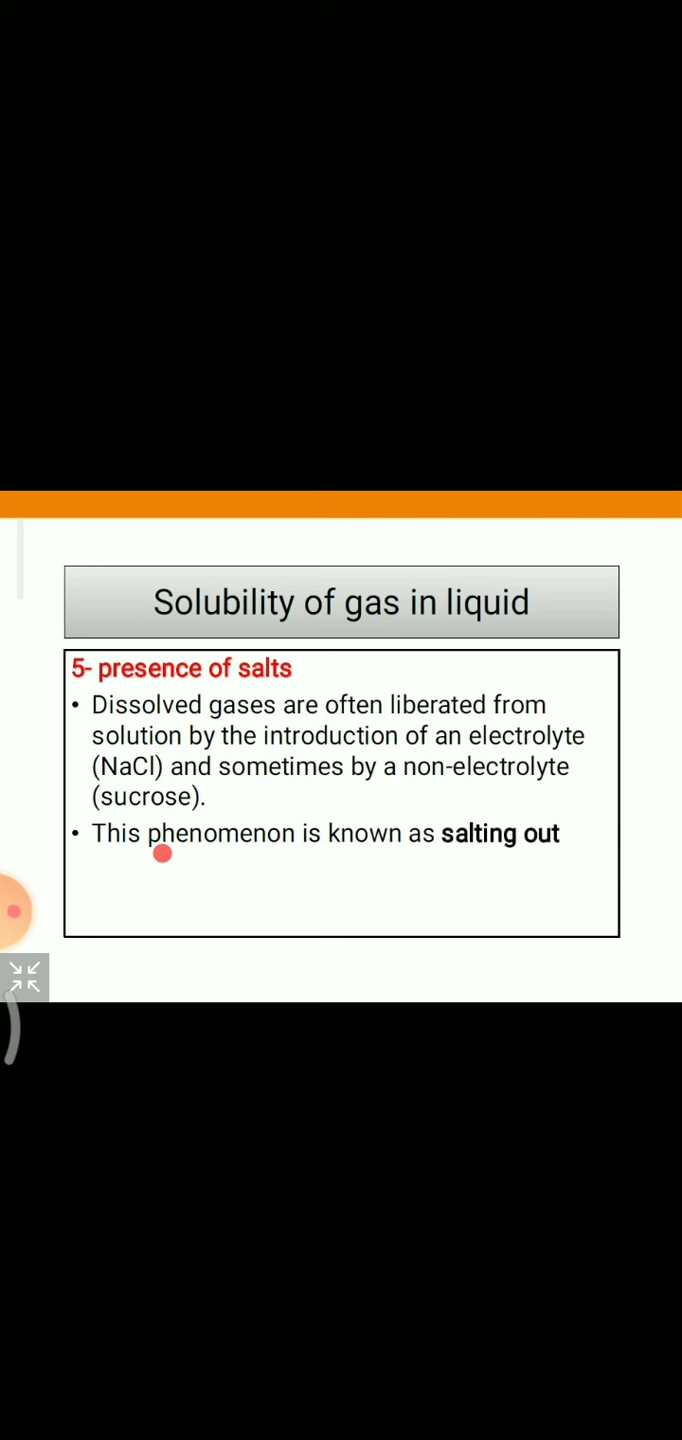 Solubility of gas in liquid
5- presence of salts
• Dissolved gases are often liberated from
solution by the introduction of an electrolyte
(NaCl) and sometimes by a non-electrolyte
(sucrose).
• This phenomenon is known as salting out